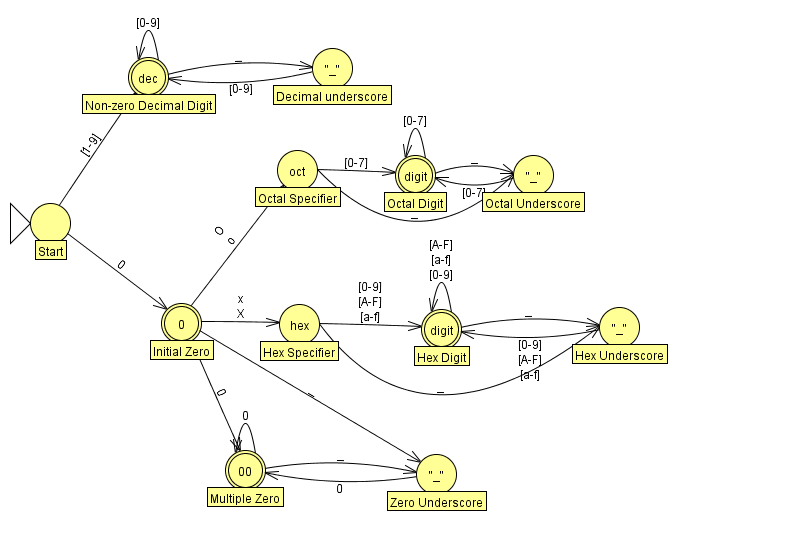 [0-9]
dec
_
"_"
[0-9]
Non-zero Decimal Digit
Decimal underscore
[1-9]
[0-7]
oct
[0-7]
digit
_
"_"
[0-7]
Octal Specifier
Octal Digit
Octal Underscore
_
Start
O
o
0
[A-F]
[a-f]
[0-9]
[0-9]
[A-F]
[a-f]
x
X
0
hex
digit
_
"_"
Initial Zero
Hex Specifier
Hex Digit
Hex Underscore
[0-9]
[A-F]
[a-f]
_
0
_
0
00
_
"_"
0
Multiple Zero
Zero Underscore